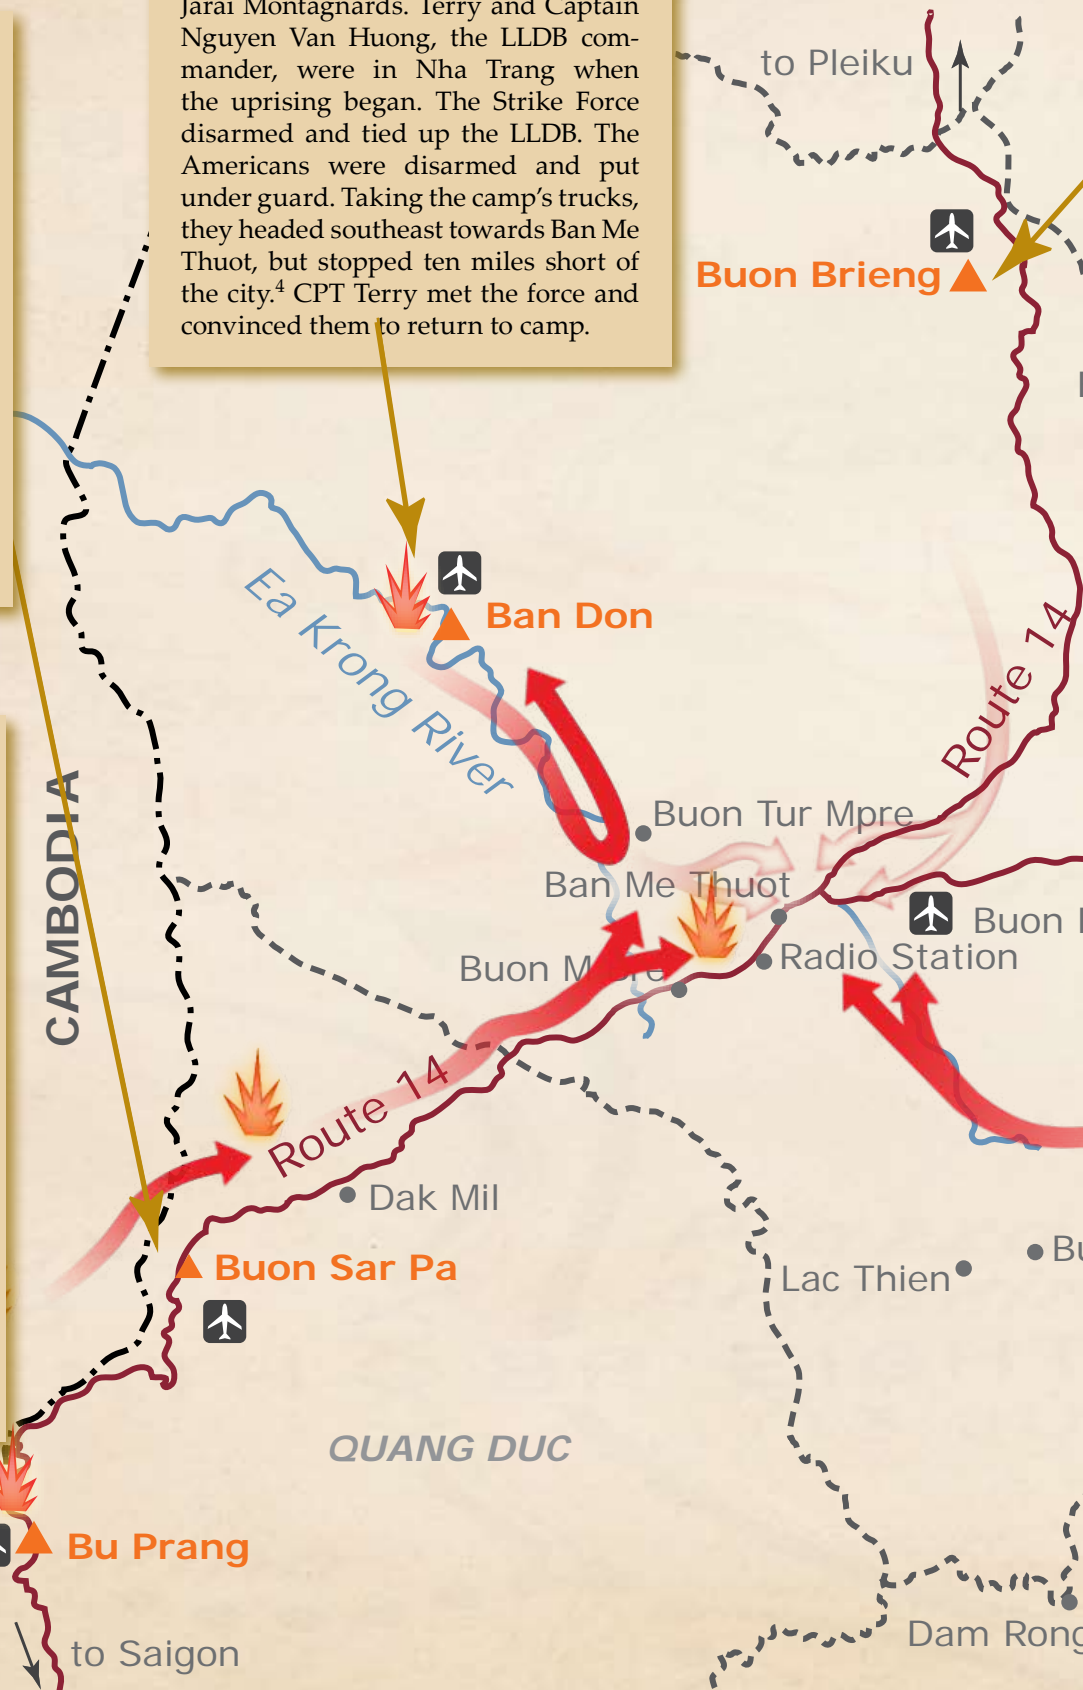 Jarai Montagnards. Terry and Captain
Nguyen Van Huong, the LLDB com-
mander, were in Nha Trang when
the uprising began. The Strike Force
disarmed and tied up the LLDB. The
Americans were disarmed and put
under guard. Taking the camp's trucks,
they headed southeast towards Ban Me
Thuot, but stopped ten miles short of
the city.4 CPT Terry met the force and
convinced them to return to camp.
to Pleiku
Buon Brieng
Ban Don
Ea Krong River
Route 14
CAMBODIA
Buon Tur Mpre
Ban Me Thuot
Buon
Radio Station
Buon M bre
Route 14
Dak Mil
Buon Sar Pa
Lac Thien
QUANG DUC
Bu Prang
Dam Rong
to Saigon